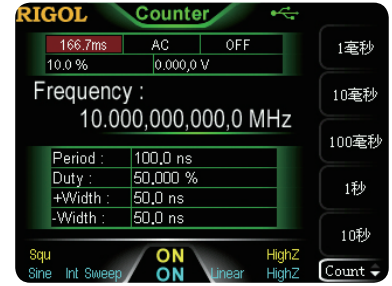 RIGOL Counter
166.7ms AC OFF
10.0 % 0.000,0 V
Frequency :
10.000,000,000,0 MHz
Period : 100.0 ns
Duty : 50.000 %
+Width : 50.0 ns
-Width : 50.0 ns
Squ ON HighZ
Sine Int Sweep ON Linear HighZ
1毫秒
10毫秒
100毫秒
1秒
10秒
Count